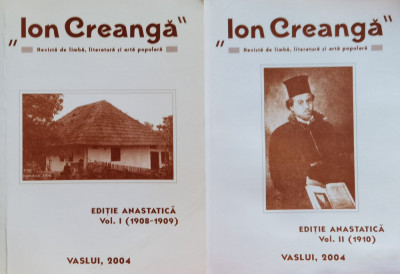 „Ion Creangă"
Revistă de limbă, literatură și artă populară
EDIȚIE ANASTATICĂ
Vol. I (1908-1909)
VASLUI, 2004
„Ion Creangă"
Revistă de limbă, literatură și artă populară
EDIȚIE ANASTATICĂ
Vol. II (1910)
VASLUI, 2004